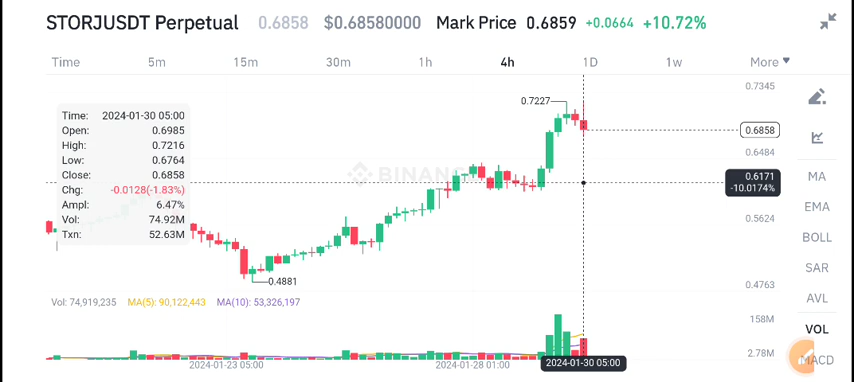 STORJUSDT Perpetual 0.6858 $0.68580000 Mark Price 0.6859 +0.0664 +10.72%
Time 5m 15m 30m 1h 4h 1D 1w More
Time: 2024-01-30 05:00
Open: 0.6985
High: 0.7216
Low: 0.6764
Close: 0.6858
Chg: -0.0128(-1.83%)
Ampl: 6.47%
Vol: 74.92M
Txn: 52.63M
0.7227
0.4881
0.7345
0.6858
0.6484
0.6171
-10.0174%
0.5624
0.4763
Vol: 74,919,235 MA(5): 90,122,443 MA(10): 53,326,197
158M
2.78M
2024-01-23 05:00 2024-01-28 01:00 2024-01-30 05:00
MA
EMA
BOLL
SAR
AVL
VOL
MACD